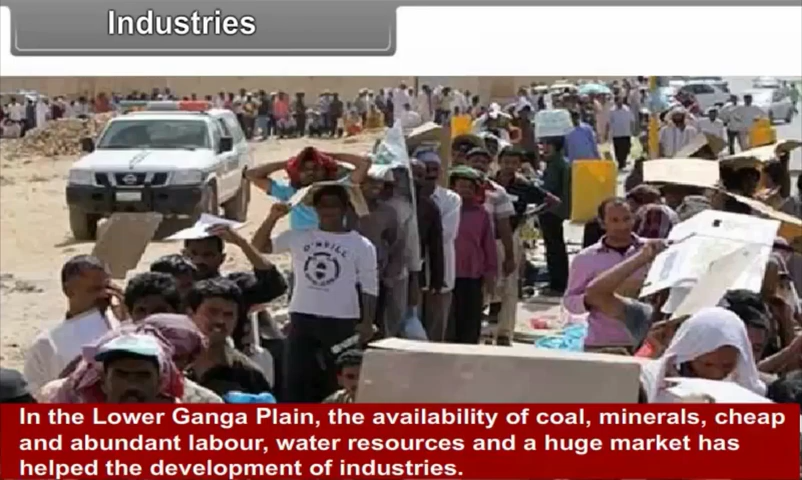 Industries
O'NEILL
In the Lower Ganga Plain, the availability of coal, minerals, cheap
and abundant labour, water resources and a huge market has
helped the development of industries.